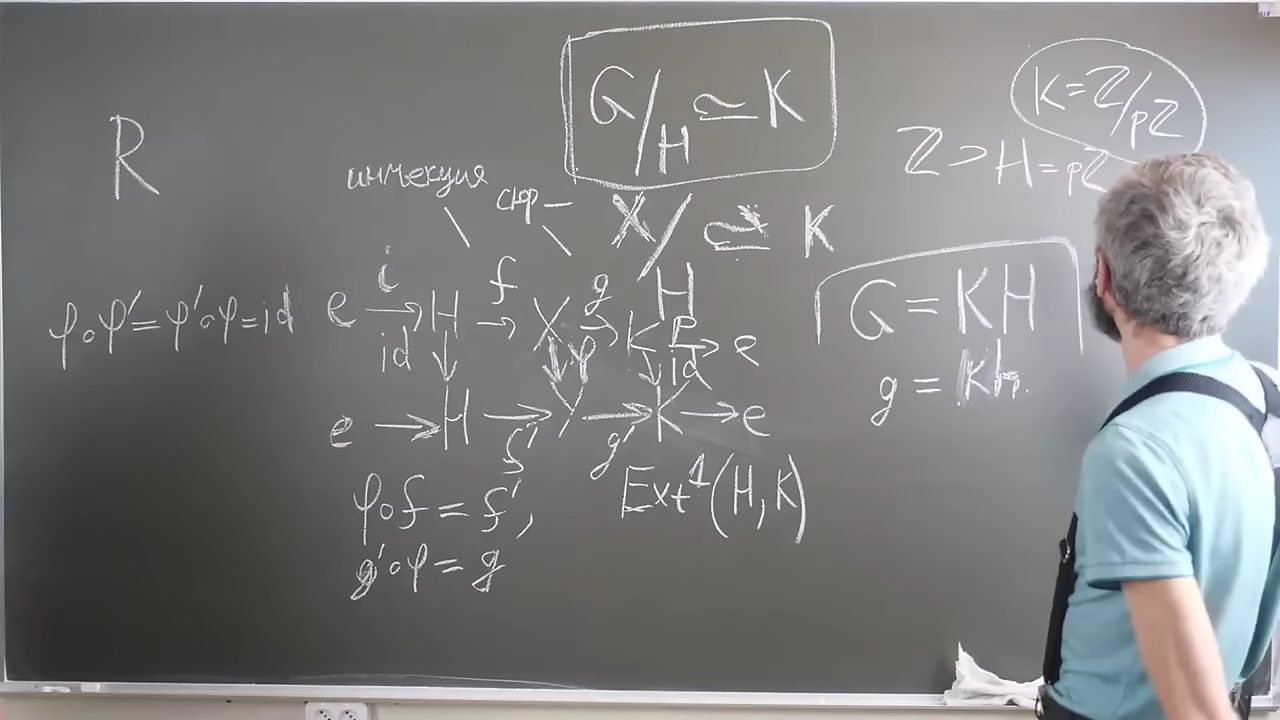 G/H ≃ K
K = Z/pZ
R
Z > H = pZ
инъекция
сюр –
X/H ≃ K
φ∘φ' = φ'∘φ = id
e →i H →f X →g K →p e
id φ id
G = KH
g = kh
e → H →f' Y →g' K → e
φ∘f = f',
Ext¹(H, K)
g'∘φ = g